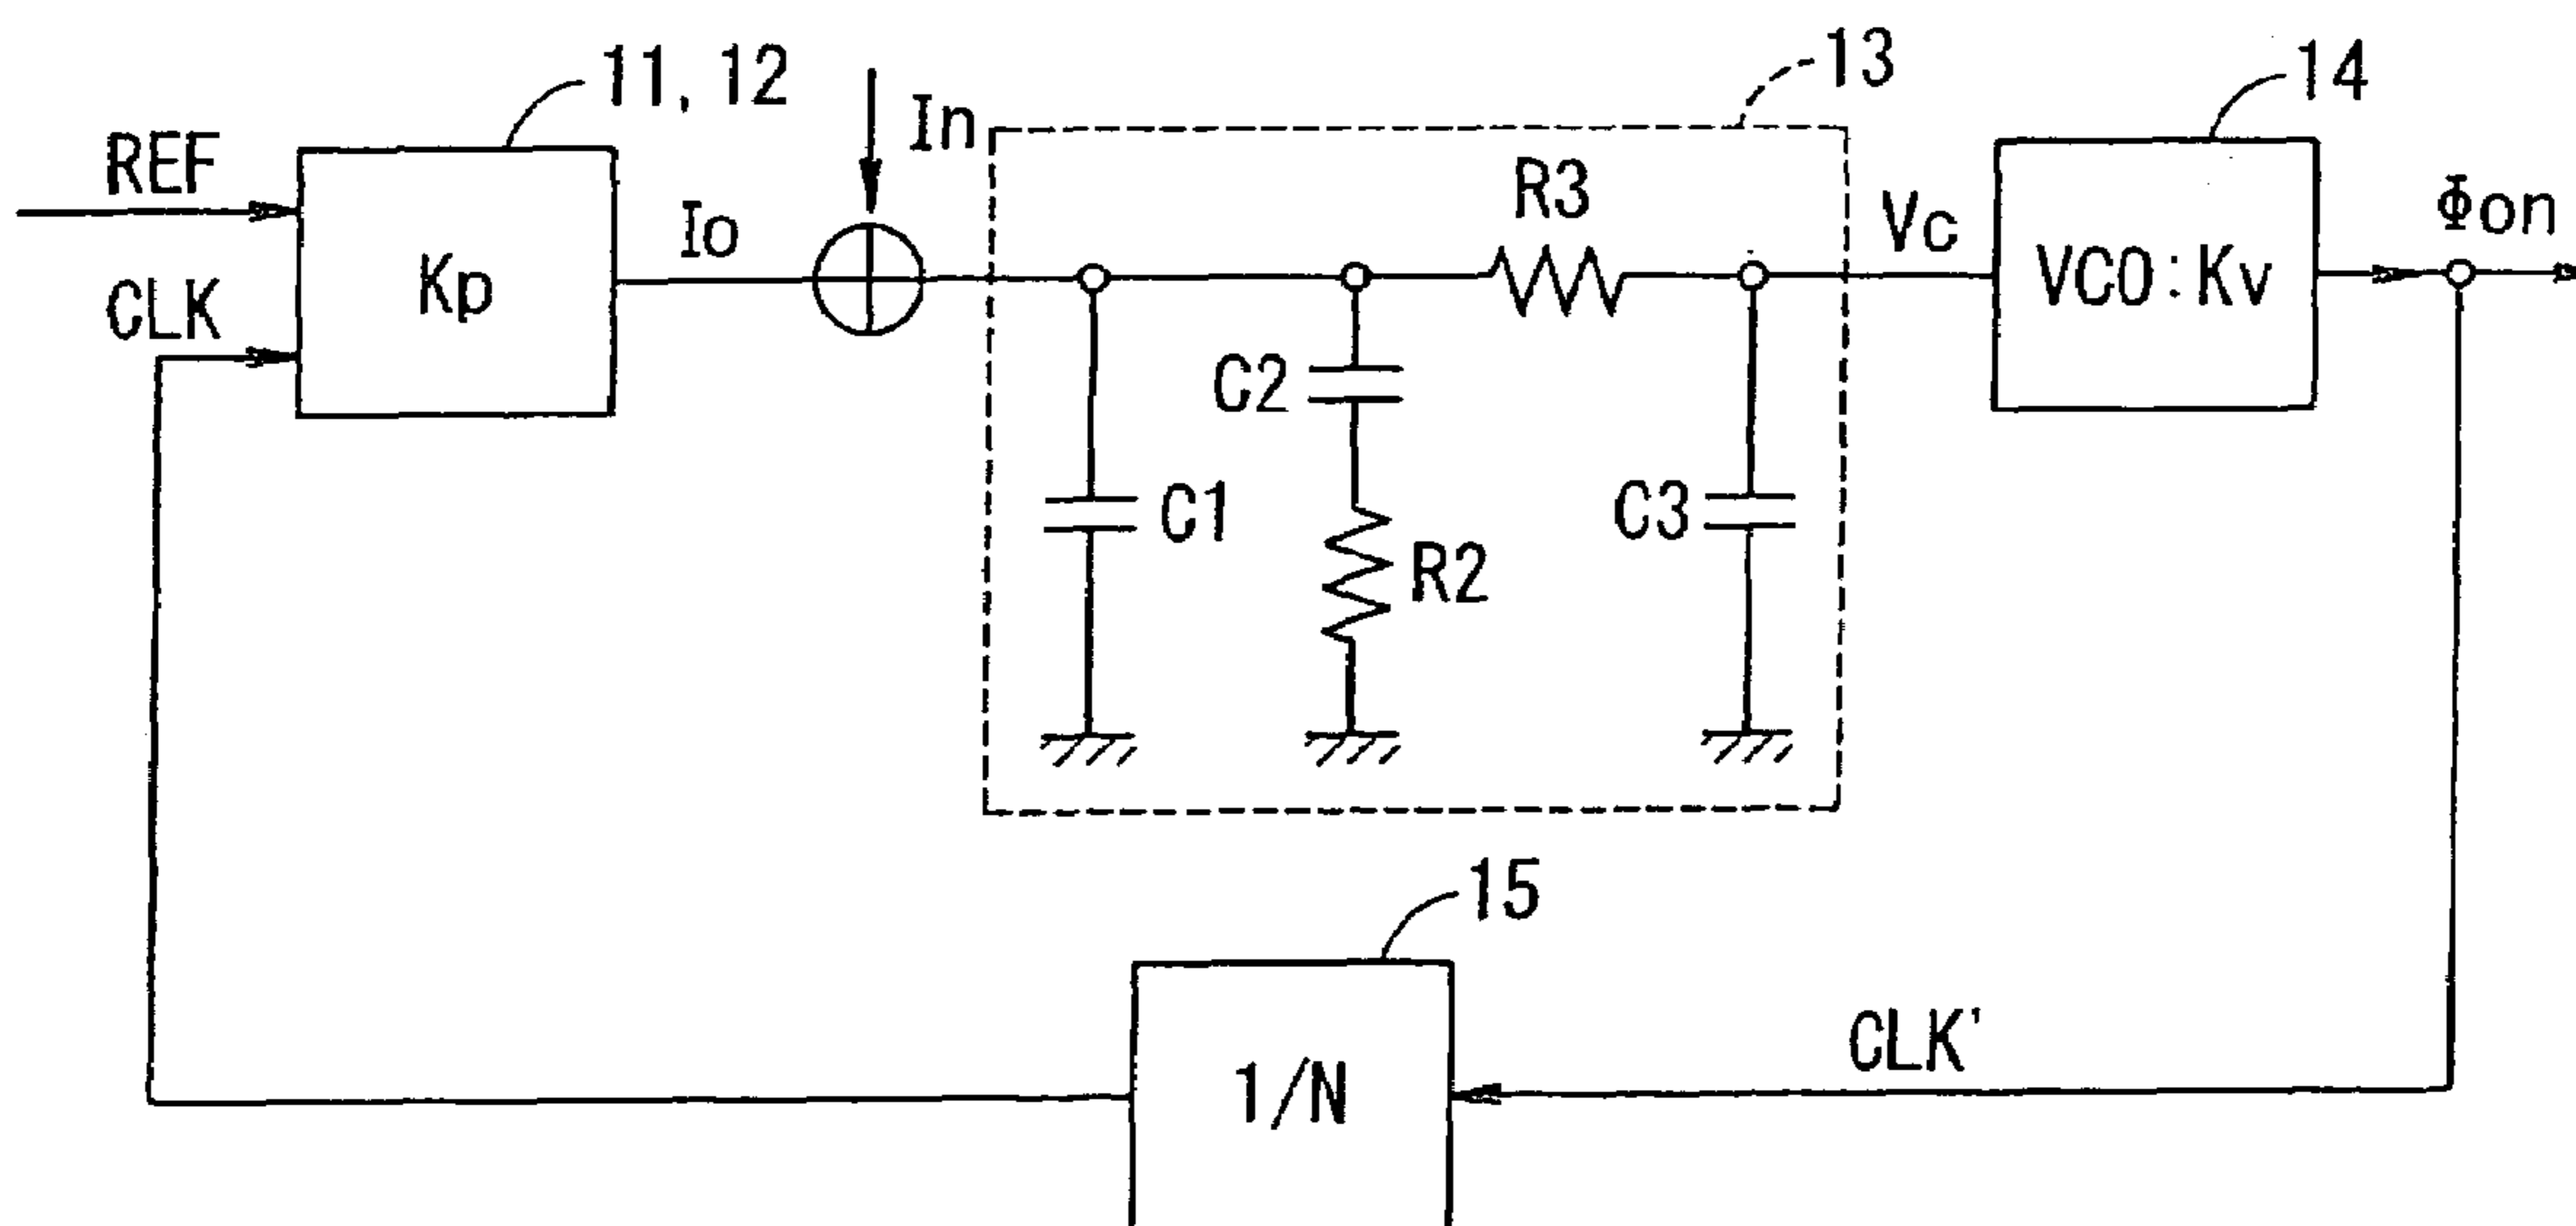 11, 12
13
14
REF
In
R3
Io
Vc
Φon
CLK
Kp
VCO:Kv
C2
C1
C3
R2
15
CLK'
1/N